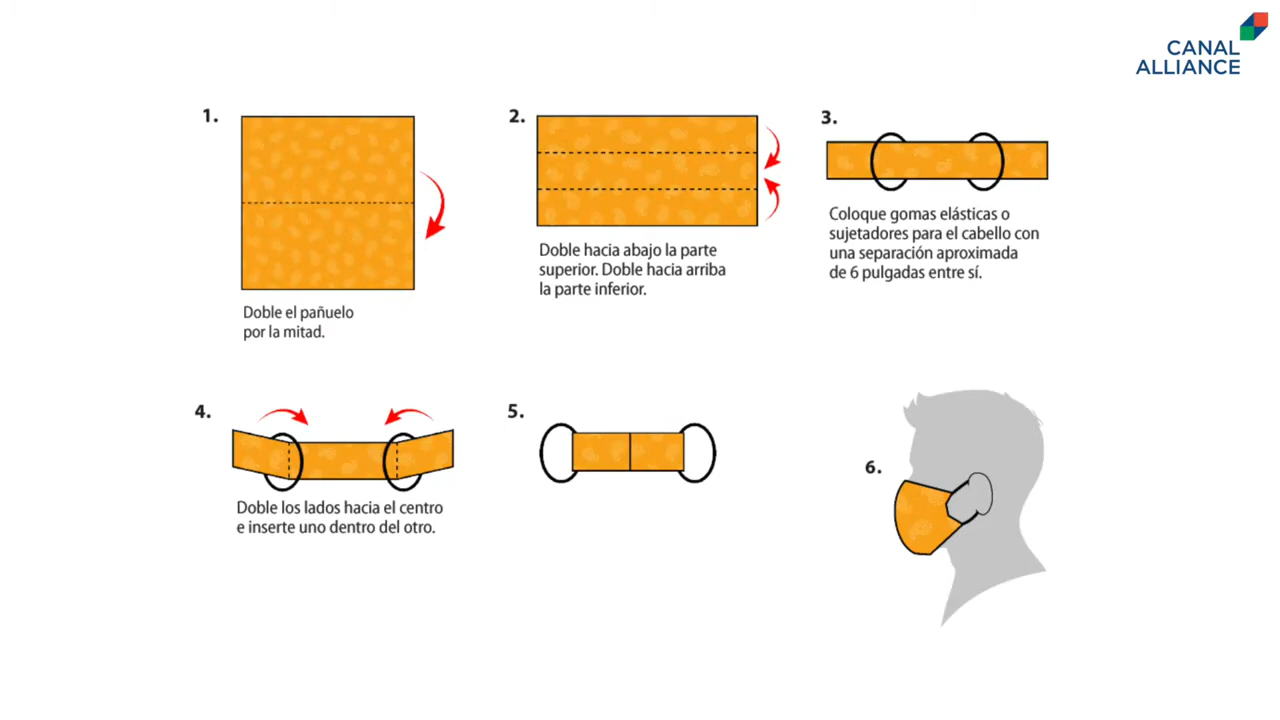 CANAL
ALLIANCE
1.
Doble el pañuelo
por la mitad.
2.
Doble hacia abajo la parte
superior. Doble hacia arriba
la parte inferior.
3.
Coloque gomas elásticas o
sujetadores para el cabello con
una separación aproximada
de 6 pulgadas entre sí.
4.
Doble los lados hacia el centro
e inserte uno dentro del otro.
5.
6.